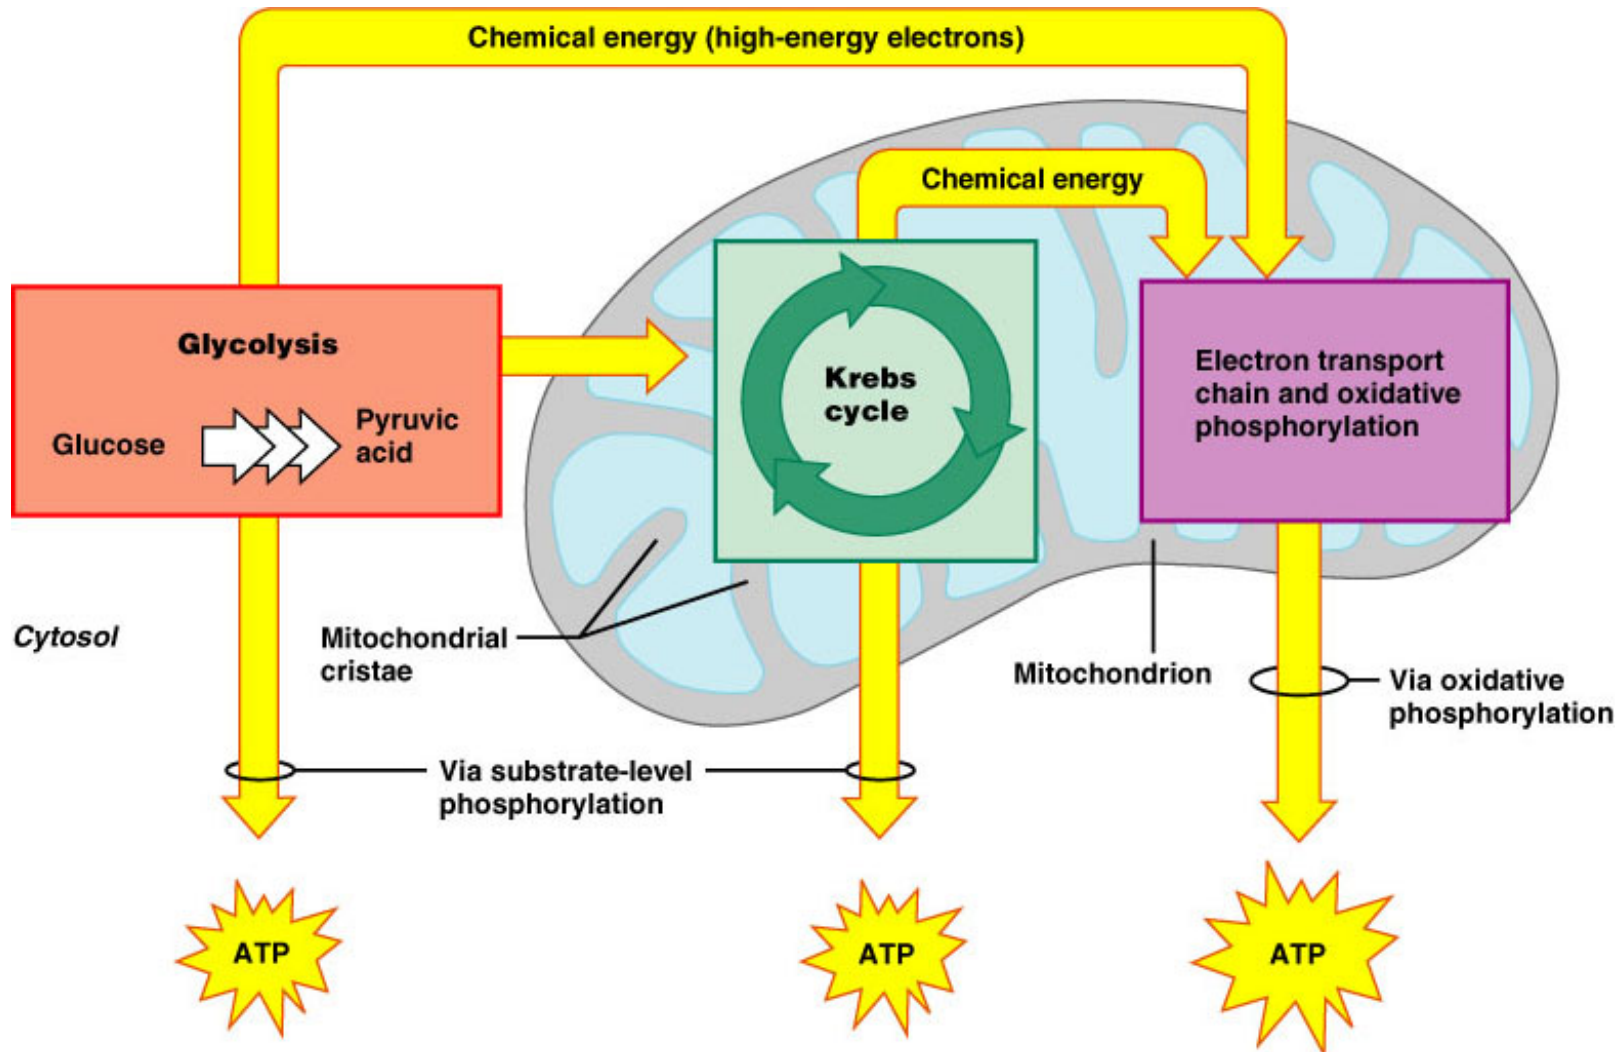 Chemical energy (high-energy electrons)
Chemical energy
Glycolysis
Glucose
Pyruvic
acid
Krebs
cycle
Electron transport
chain and oxidative
phosphorylation
Cytosol
Mitochondrial
cristae
Mitochondrion
Via oxidative
phosphorylation
Via substrate-level
phosphorylation
ATP
ATP
ATP